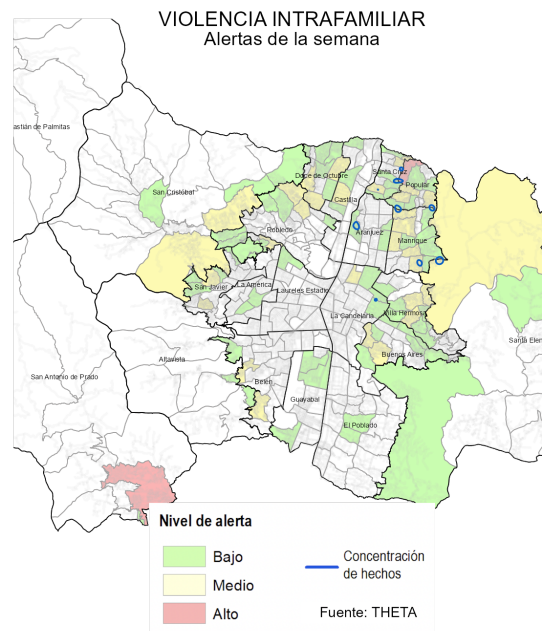 VIOLENCIA INTRAFAMILIAR
Alertas de la semana
astián de Palmitas
San Cristóbal
Doce de Octubre
Santa Cruz
Popular
Castilla
Robledo
Aranjuez
Manrique
San Javier
La América
Laureles Estadio
La Candelaria
Villa Hermosa
Santa Elen
Altavista
Buenos Aires
San Antonio de Prado
Belén
Guayabal
El Poblado
Nivel de alerta
Bajo
Medio
Alto
Concentración
de hechos
Fuente: THETA